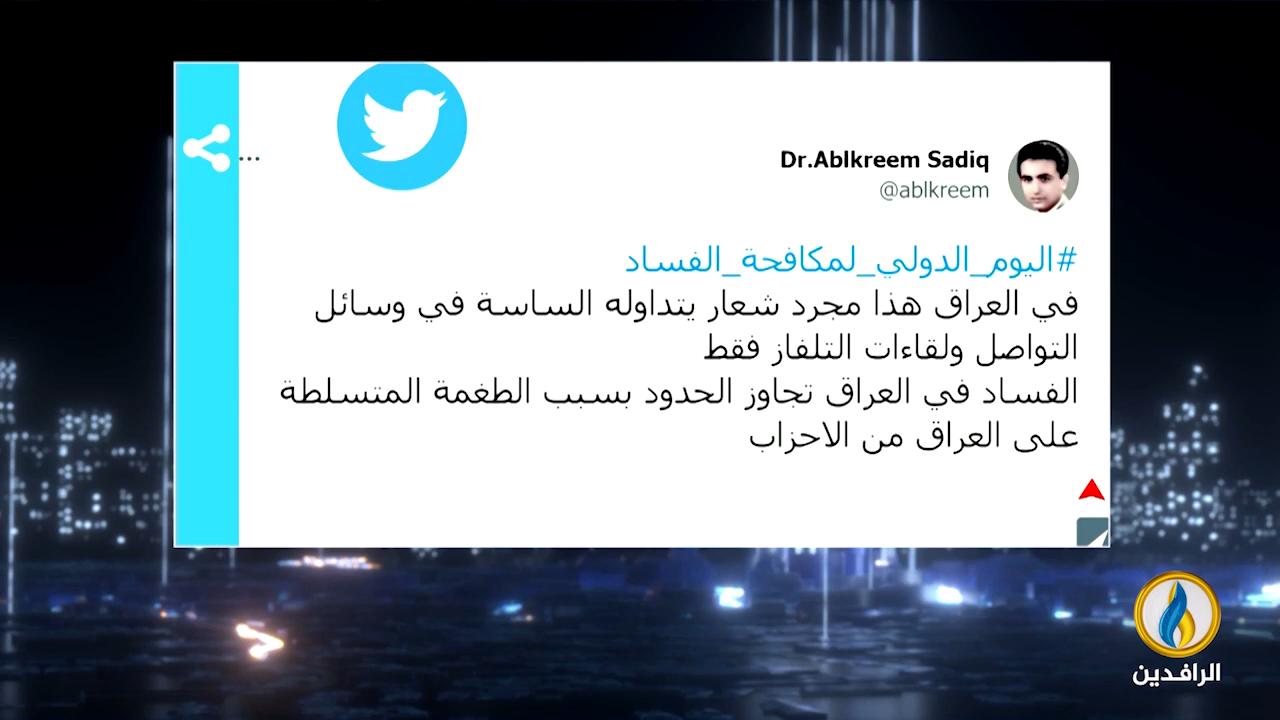 ...
Dr.Ablkreem Sadiq
@ablkreem
#اليوم_الدولي_لمكافحة_الفساد
في العراق هذا مجرد شعار يتداوله الساسة في وسائل
التواصل ولقاءات التلفاز فقط
الفساد في العراق تجاوز الحدود بسبب الطغمة المتسلطة
على العراق من الاحزاب
الرافدين